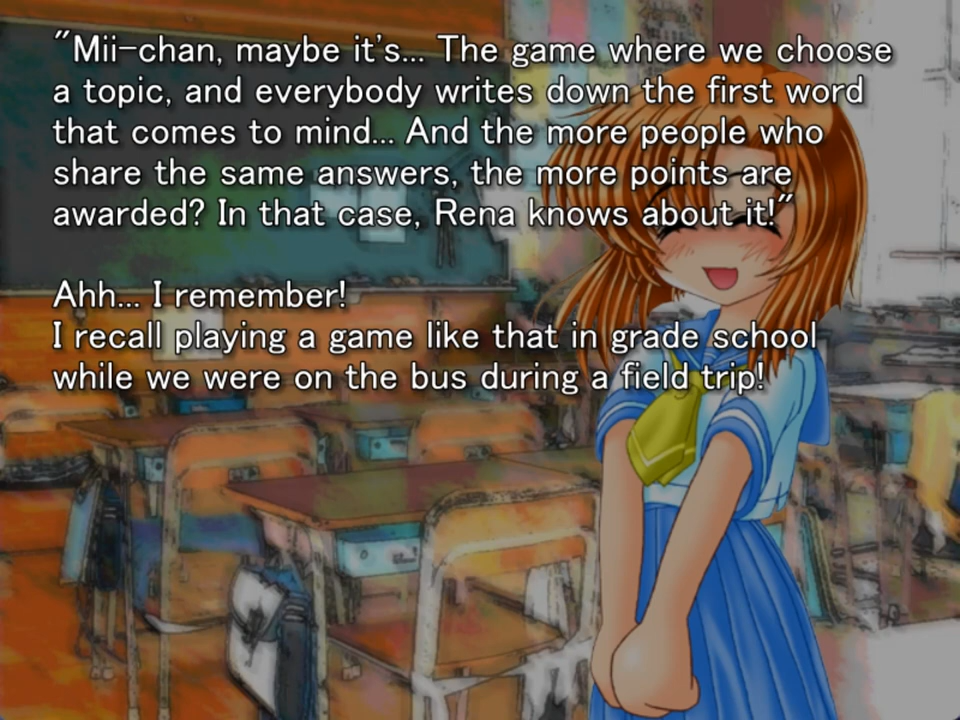 "Mii-chan, maybe it's... The game where we choose
a topic, and everybody writes down the first word
that comes to mind... And the more people who
share the same answers, the more points are
awarded? In that case, Rena knows about it!"
Ahh... I remember!
I recall playing a game like that in grade school
while we were on the bus during a field trip!